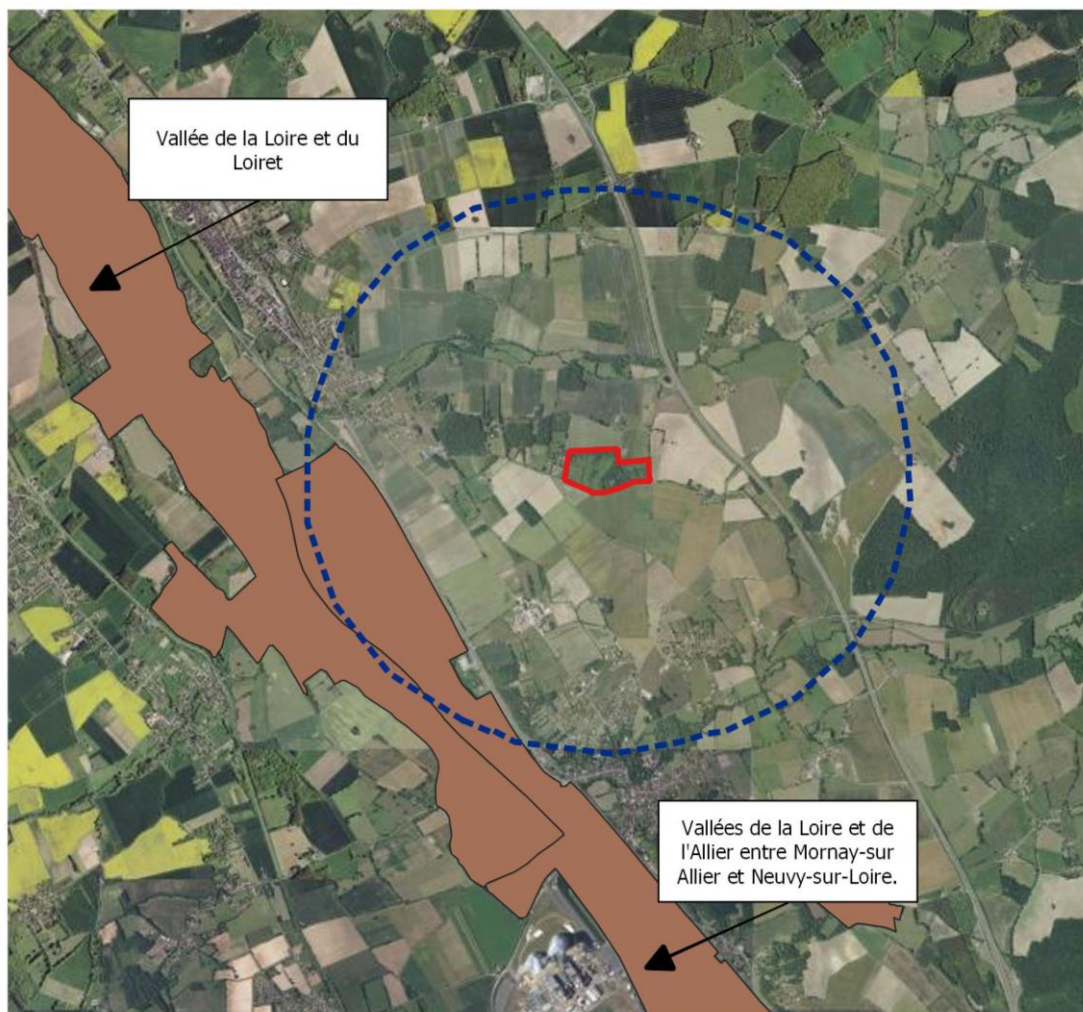 Vallée de la Loire et du
Loiret
Vallées de la Loire et de
l'Allier entre Mornay-sur
Allier et Neuvy-sur-Loire.